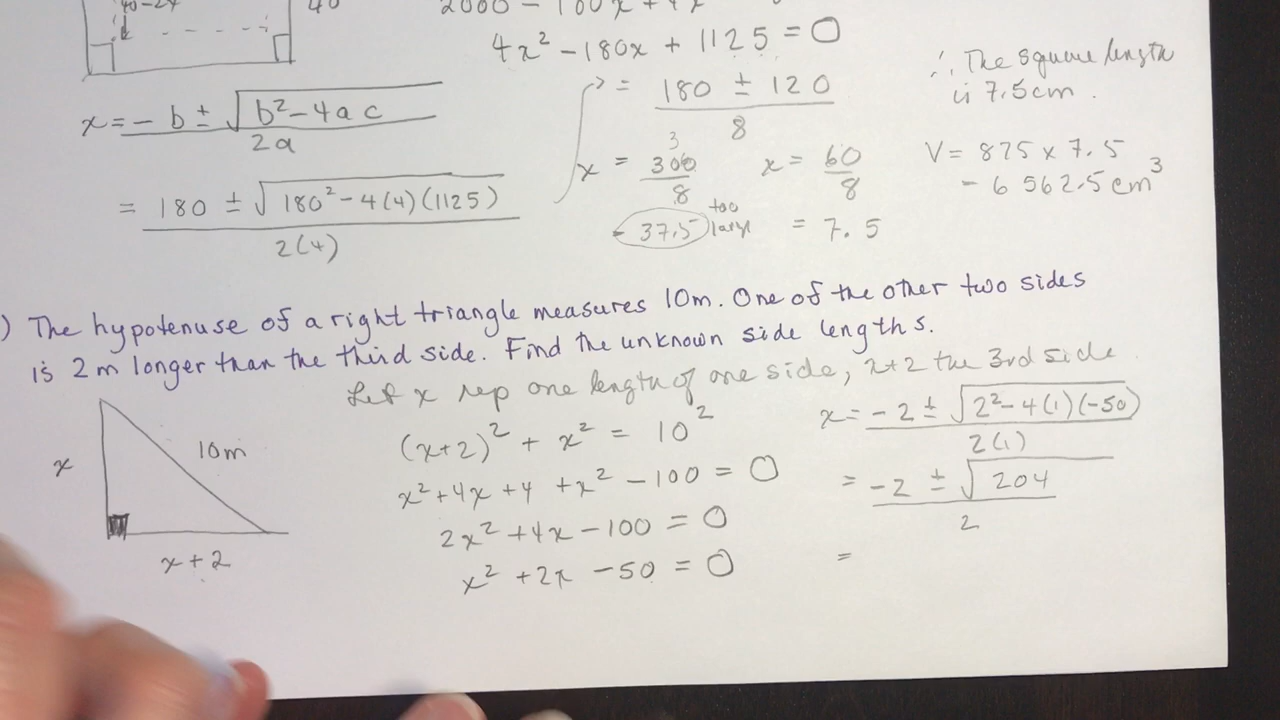 40-2x
40
2000 - 180x + 4x
4x² - 180x + 1125 = 0
x = -b ± √b²-4ac / 2a
= 180 ± √180² - 4(4)(1125) / 2(4)
= 180 ± 120 / 8
x = 300 / 8
3
x = 60 / 8
- 37.5 too large
= 7.5
∴ The square length
is 7.5cm.
V = 875 x 7.5
- 6 562.5 cm³
) The hypotenuse of a right triangle measures 10m. One of the other two sides
is 2m longer than the third side. Find the unknown side lengths.
Let x rep one length of one side, x+2 the 3rd side
x
10m
x+2
(x+2)² + x² = 10²
x² + 4x + 4 + x² - 100 = 0
2x² + 4x - 100 = 0
x² + 2x - 50 = 0
x = -2 ± √2² - 4(1)(-50) / 2(1)
= -2 ± √204 / 2
=